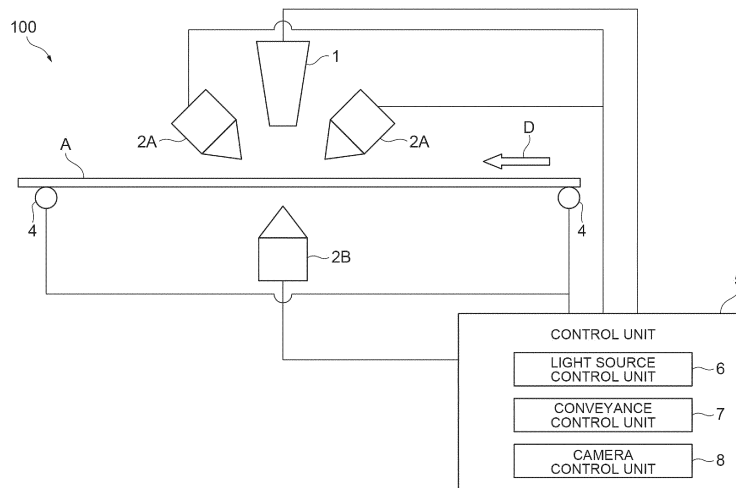 100
1
2A
2A
D
A
4
4
2B
CONTROL UNIT
LIGHT SOURCE
CONTROL UNIT
6
CONVEYANCE
CONTROL UNIT
7
CAMERA
CONTROL UNIT
8